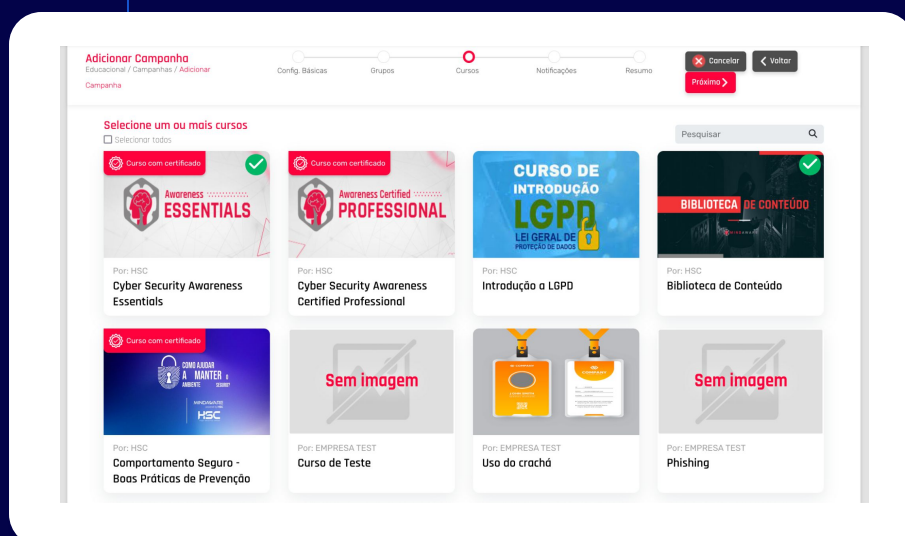 Adicionar Campanha
Educacional / Campanhas / Adicionar
Campanha
Config. Básicas
Grupos
Cursos
Notificações
Resumo
Cancelar
Voltar
Próximo
Selecione um ou mais cursos
Selecionar todos
Pesquisar
Curso com certificado
Awareness
ESSENTIALS
Por: HSC
Cyber Security Awareness
Essentials
Curso com certificado
Awareness Certified
PROFESSIONAL
Por: HSC
Cyber Security Awareness
Certified Professional
CURSO DE
INTRODUÇÃO
LGPD
LEI GERAL DE
PROTEÇÃO DE DADOS
Por: HSC
Introdução a LGPD
BIBLIOTECA DE CONTEÚDO
Por: HSC
Biblioteca de Conteúdo
Curso com certificado
COMO AJUDAR
A MANTER o
AMBIENTE SEGURO?
MINDAWARE
HSC
Por: HSC
Comportamento Seguro -
Boas Práticas de Prevenção
Sem imagem
Por: EMPRESA TEST
Curso de Teste
Por: EMPRESA TEST
Uso do crachá
Sem imagem
Por: EMPRESA TEST
Phishing